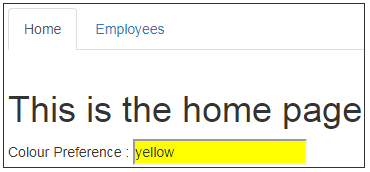 Home Employees
This is the home page
Colour Preference : yellow